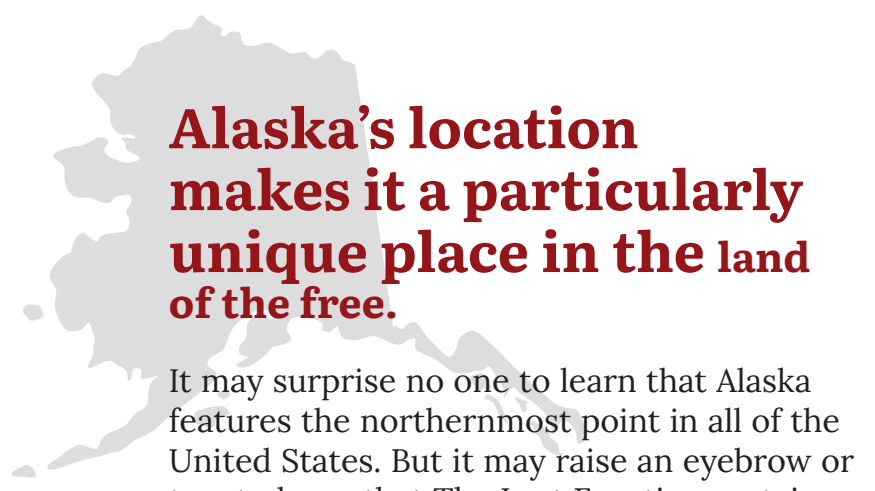 Alaska’s location
makes it a particularly
unique place in the land
of the free.
It may surprise no one to learn that Alaska
features the northernmost point in all of the
United States. But it may raise an eyebrow or